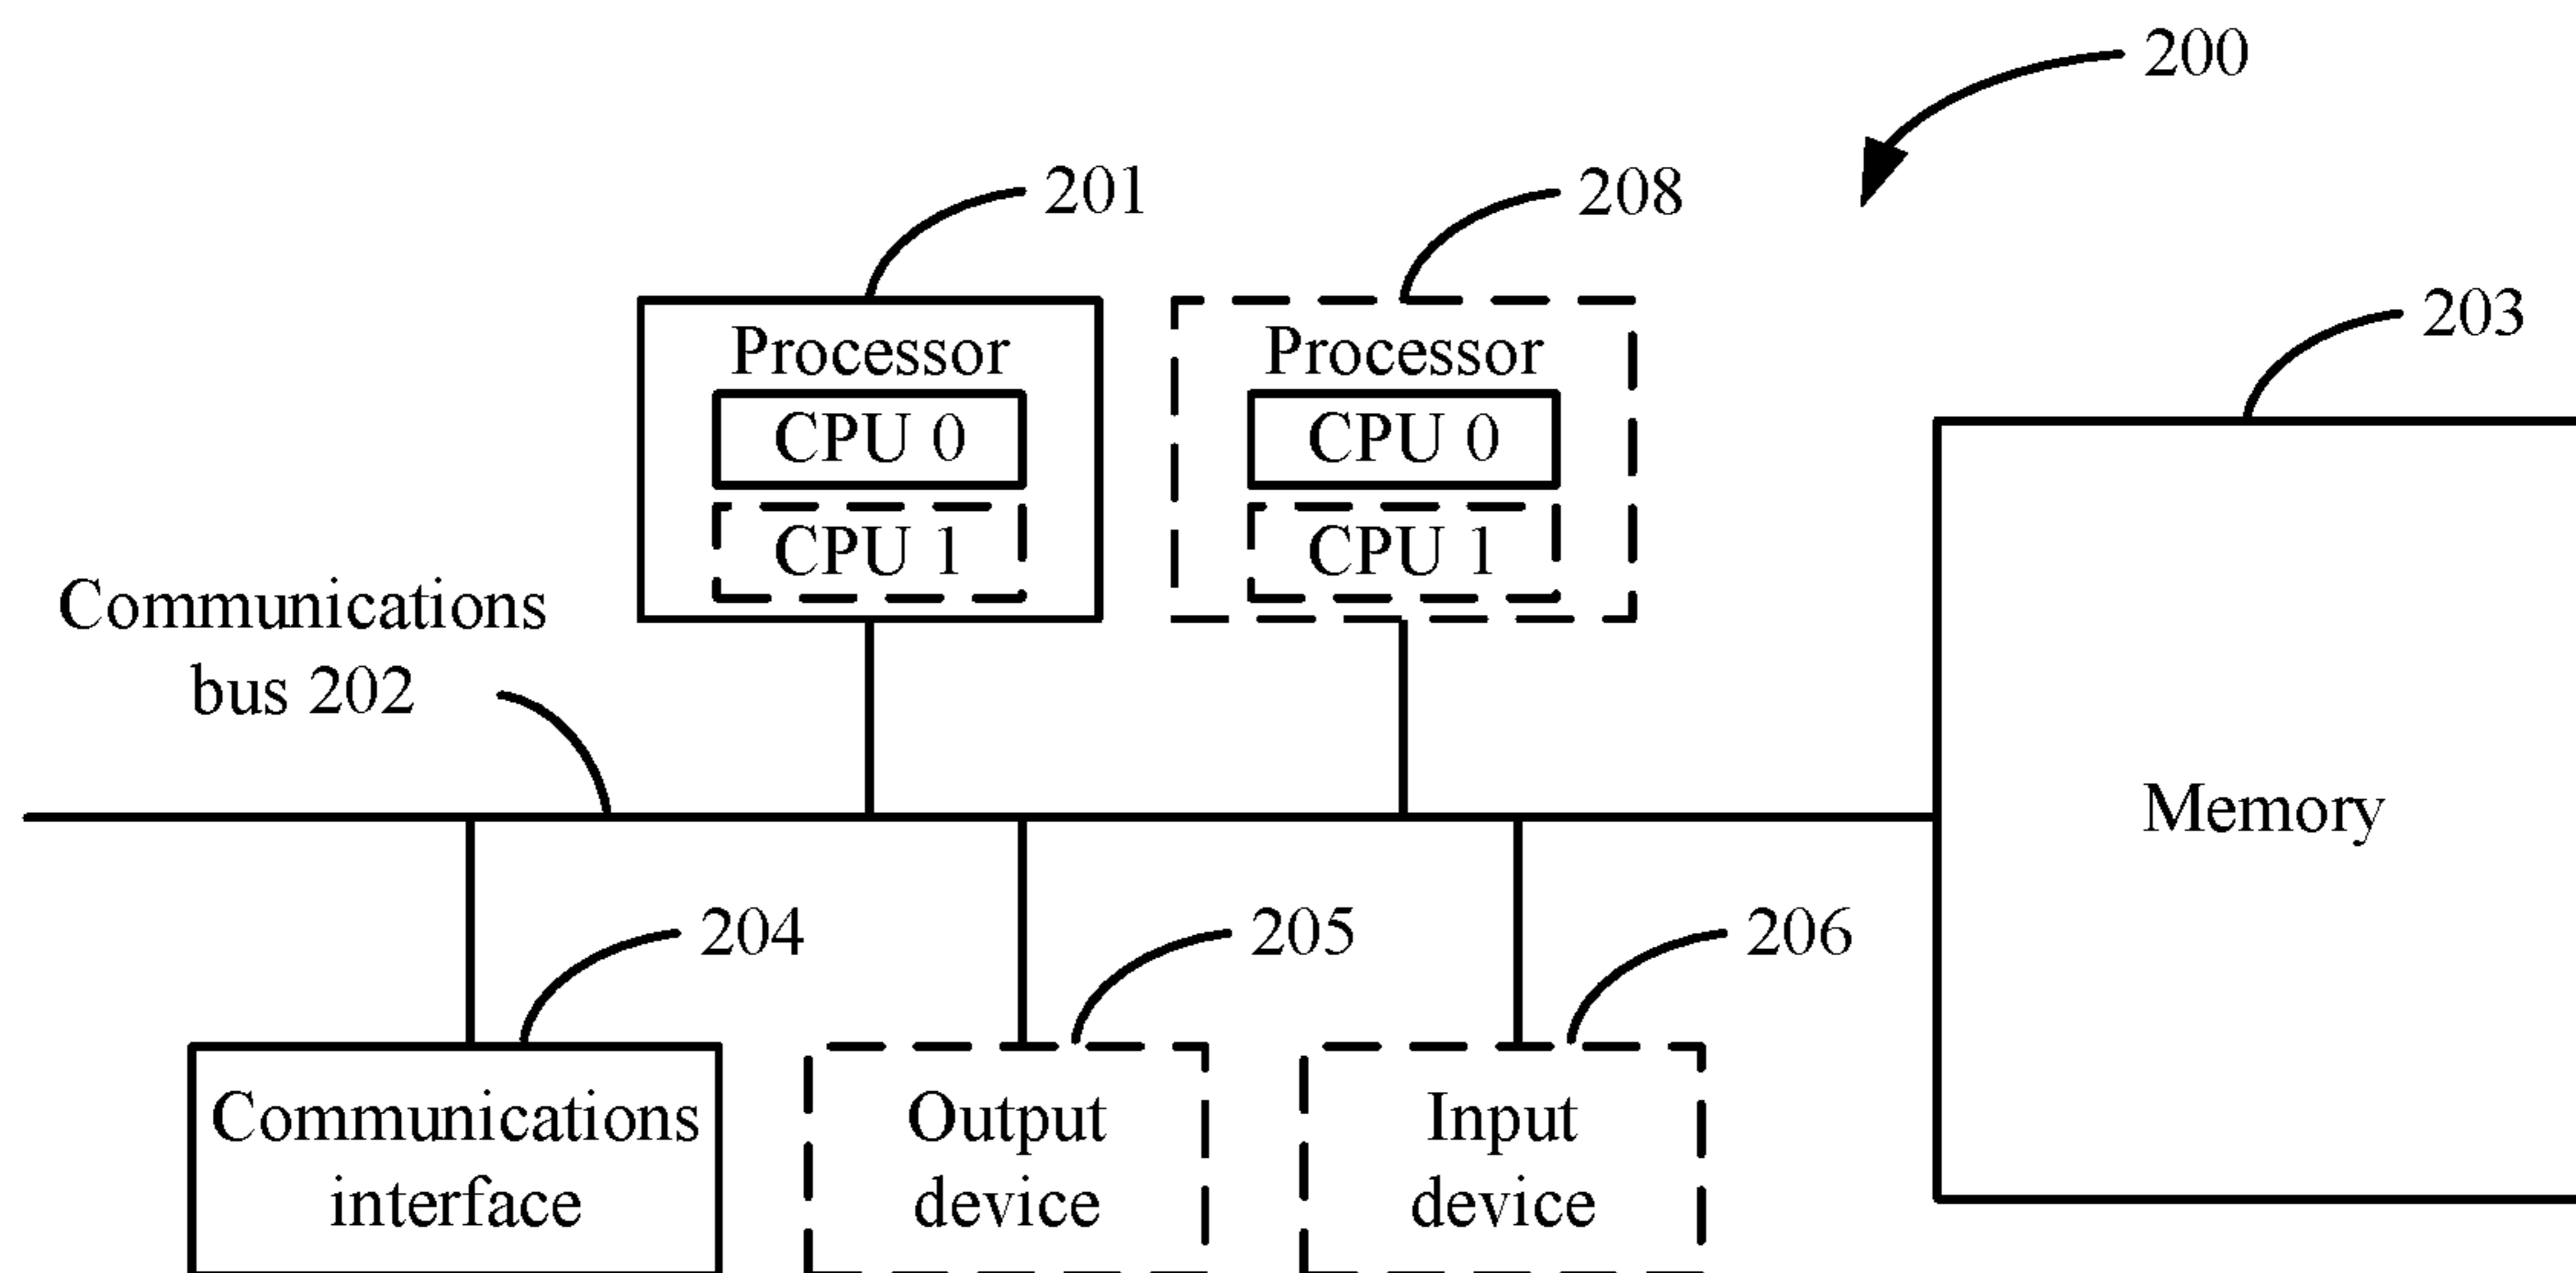 200
201
208
203
Processor
Processor
CPU 0
CPU 0
CPU 1
CPU 1
Communications
bus 202
Memory
204
205
206
Communications
interface
Output
device
Input
device